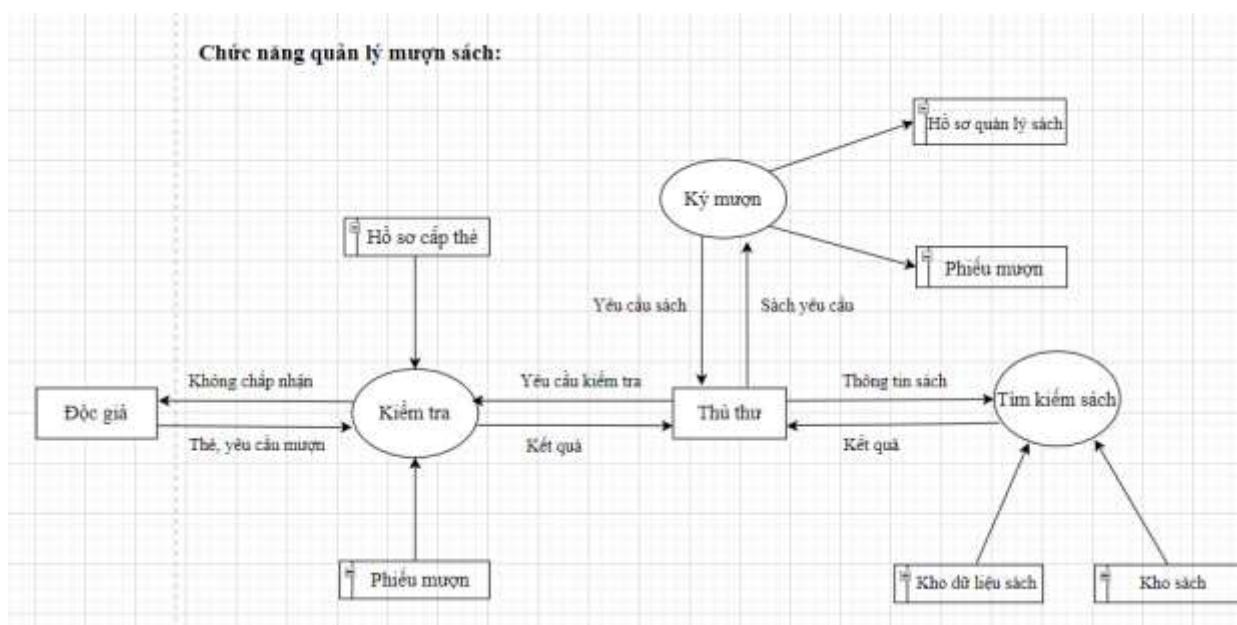 Chức năng quản lý mượn sách:
Hồ sơ quản lý sách
Ký mượn
Hồ sơ cấp thẻ
Phiếu mượn
Yêu cầu sách
Sách yêu cầu
Không chấp nhận
Yêu cầu kiểm tra
Thông tin sách
Độc giả
Kiểm tra
Thủ thư
Tìm kiếm sách
Thẻ, yêu cầu mượn
Kết quả
Kết quả
Phiếu mượn
Kho dữ liệu sách
Kho sách